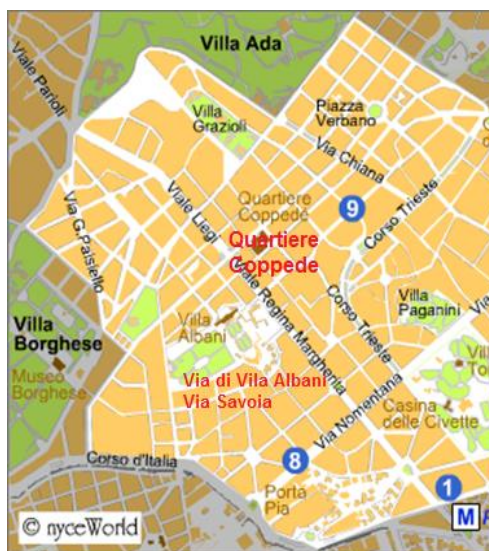 Villa Ada
Viale Parioli
Villa
Grazioli
Piazza
Verbano
Via Chiana
Viale Liegi
Quartiere
Coppedè
9
Corso Trieste
Via G.Paisiello
Quartiere
Coppede
Viale Regina Margherita
Corso Trieste
Villa
Paganini
Villa
Borghese
Villa
Albani
Museo
Borghese
Via di Vila Albani
Via Savoia
Via Nomentana
Casina
delle Civette
Corso d'Italia
8
Porta
Pia
1
M
© nyceWorld